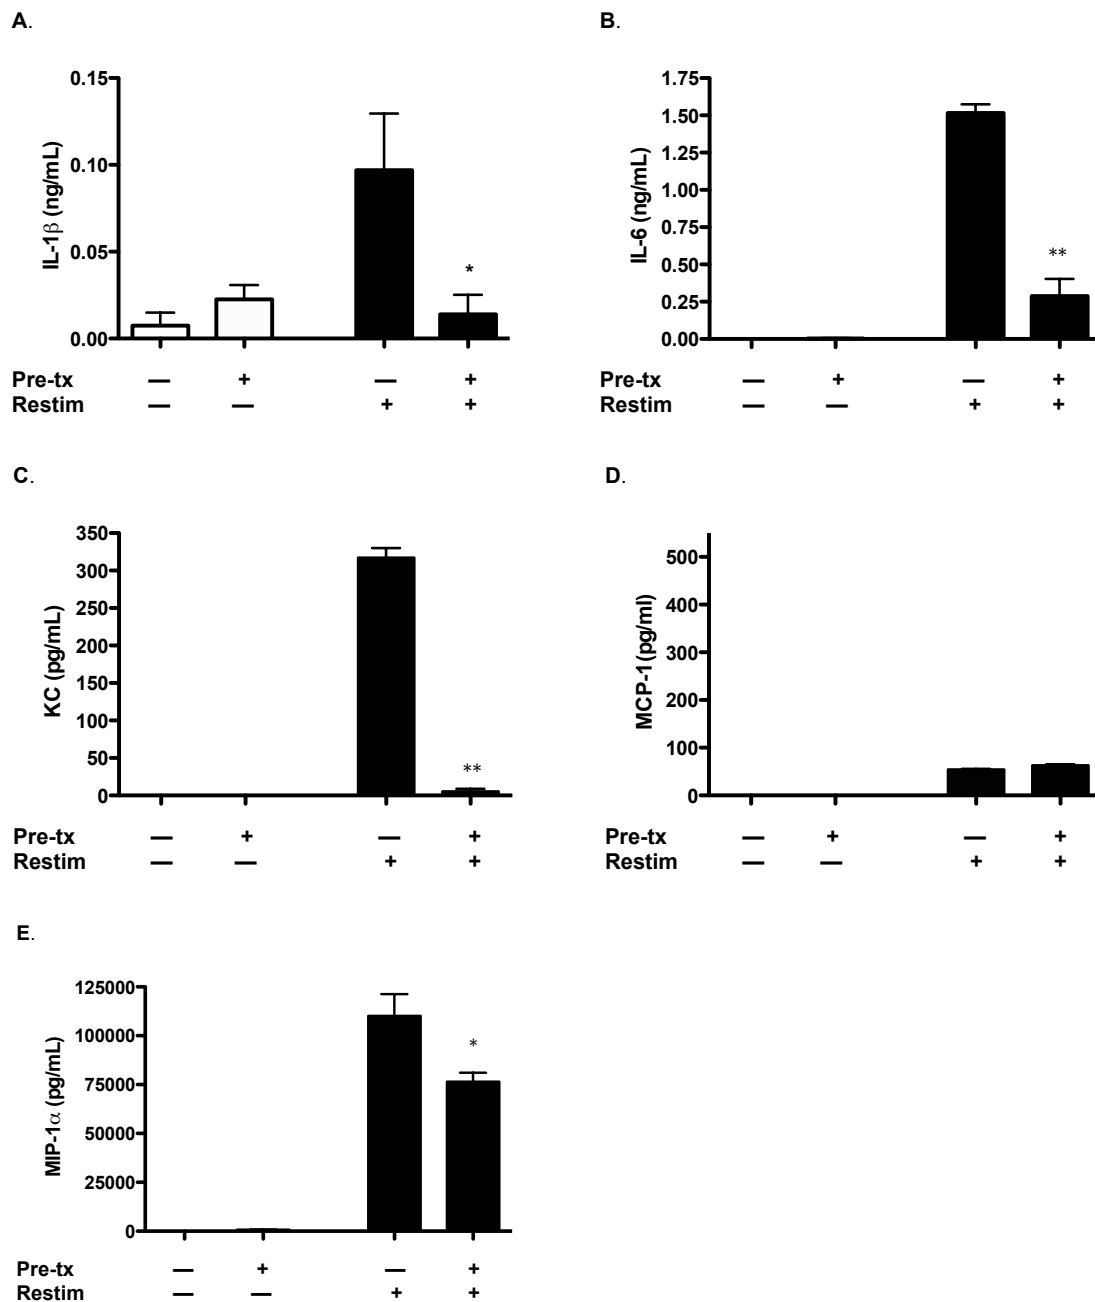 A.
0.15
0.10
0.05
0.00
IL-1β (ng/mL)
*
Pre-tx — + — +
Restim — — + +
B.
1.75
1.50
1.25
1.00
0.75
0.50
0.25
0.00
IL-6 (ng/mL)
**
Pre-tx — + — +
Restim — — + +
C.
350
300
250
200
150
100
50
0
KC (pg/mL)
**
Pre-tx — + — +
Restim — — + +
D.
500
400
300
200
100
0
MCP-1 (pg/ml)
Pre-tx — + — +
Restim — — + +
E.
125000
100000
75000
50000
25000
0
MIP-1α (pg/mL)
*
Pre-tx — + — +
Restim — — + +